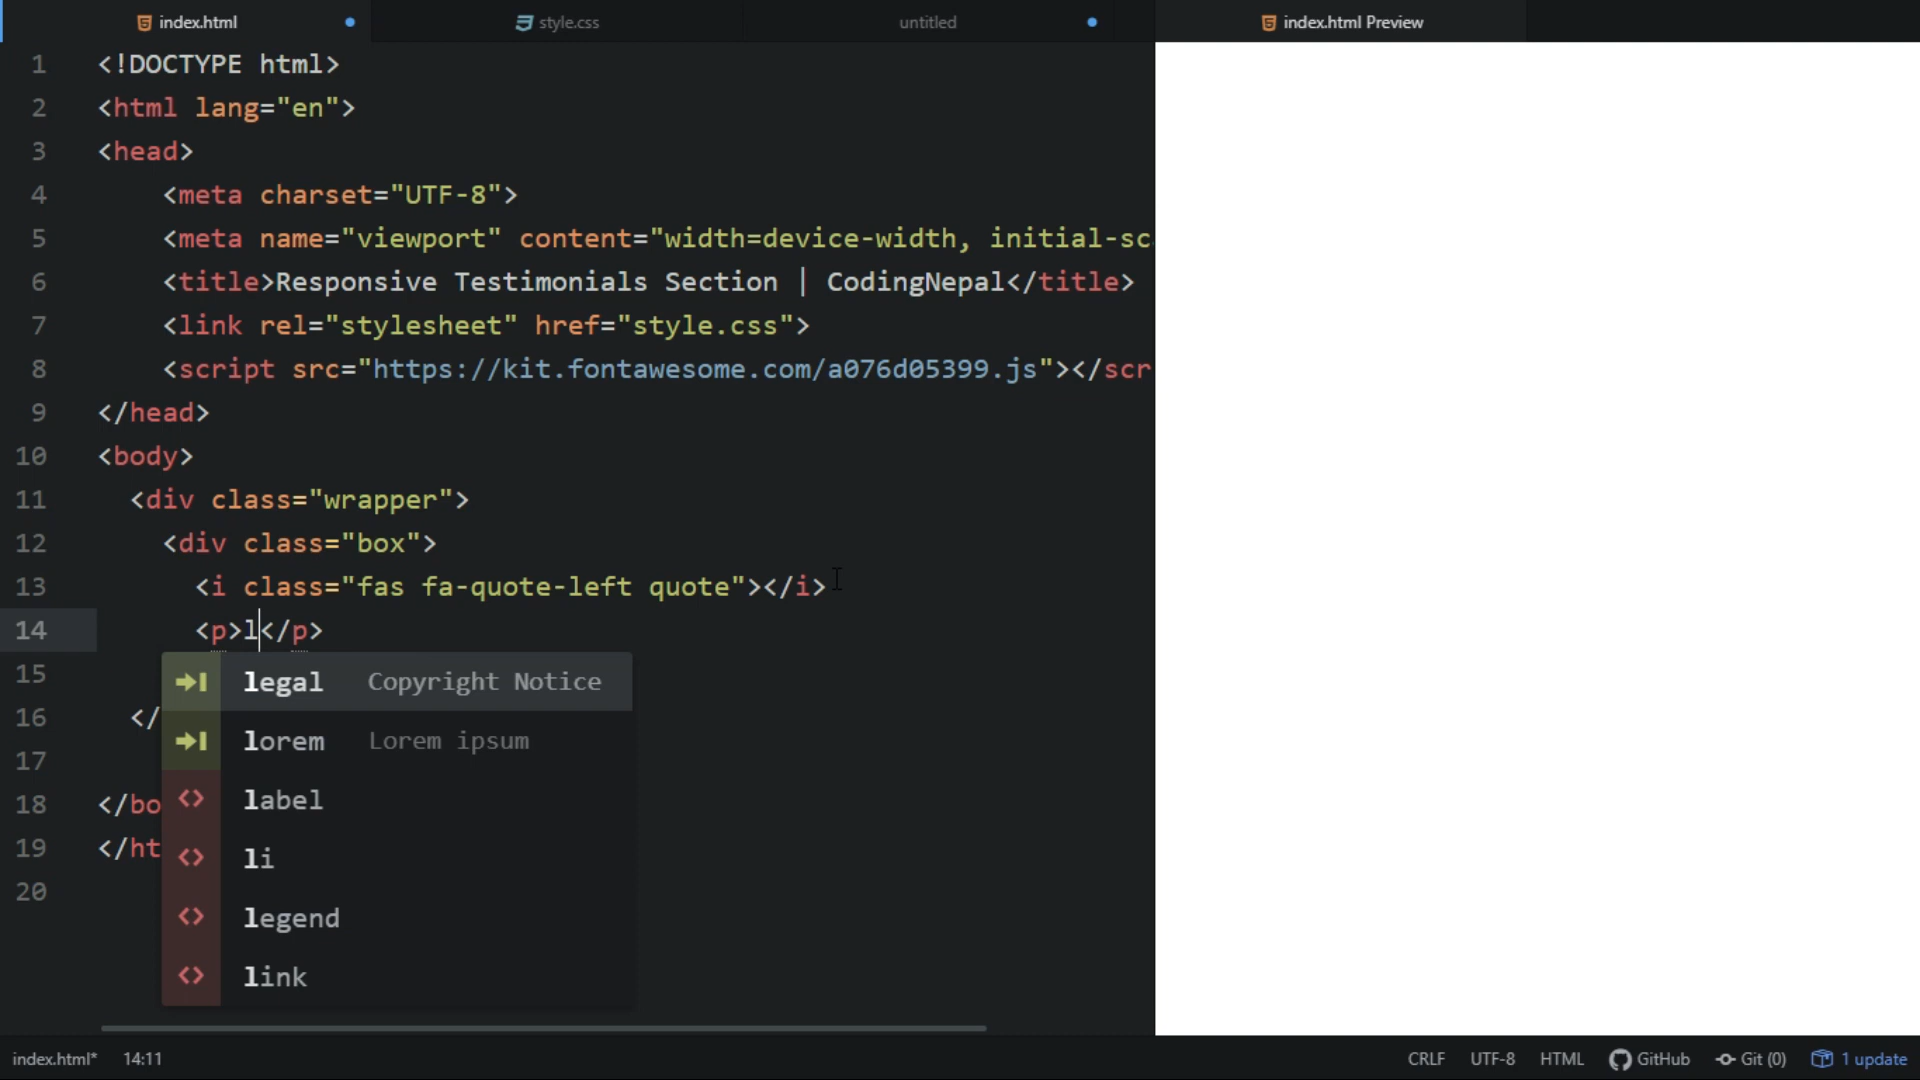 index.html
style.css
untitled
index.html Preview
1 <!DOCTYPE html>
2 <html lang="en">
3 <head>
4 <meta charset="UTF-8">
5 <meta name="viewport" content="width=device-width, initial-sc
6 <title>Responsive Testimonials Section | CodingNepal</title>
7 <link rel="stylesheet" href="style.css">
8 <script src="https://kit.fontawesome.com/a076d05399.js"></scr
9 </head>
10 <body>
11 <div class="wrapper">
12 <div class="box">
13 <i class="fas fa-quote-left quote"></i>
14 <p>l</p>
15
legal Copyright Notice
16 </
lorem Lorem ipsum
17
18 </bo
label
19 </ht
li
20
legend
link
index.html* 14:11 CRLF UTF-8 HTML GitHub Git (0) 1 update